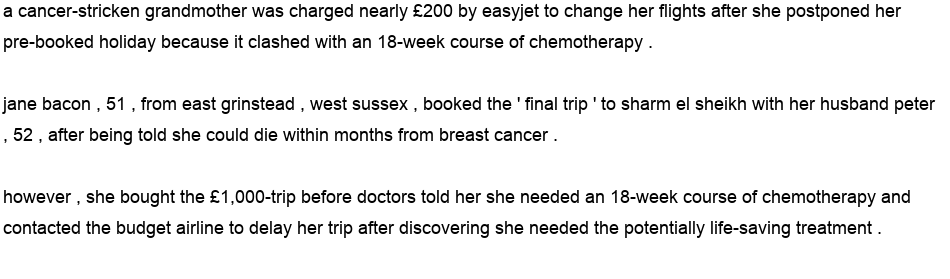 a cancer-stricken grandmother was charged nearly £200 by easyjet to change her flights after she postponed her
pre-booked holiday because it clashed with an 18-week course of chemotherapy .
jane bacon , 51 , from east grinstead , west sussex , booked the ' final trip ' to sharm el sheikh with her husband peter
, 52 , after being told she could die within months from breast cancer .
however , she bought the £1,000-trip before doctors told her she needed an 18-week course of chemotherapy and
contacted the budget airline to delay her trip after discovering she needed the potentially life-saving treatment .